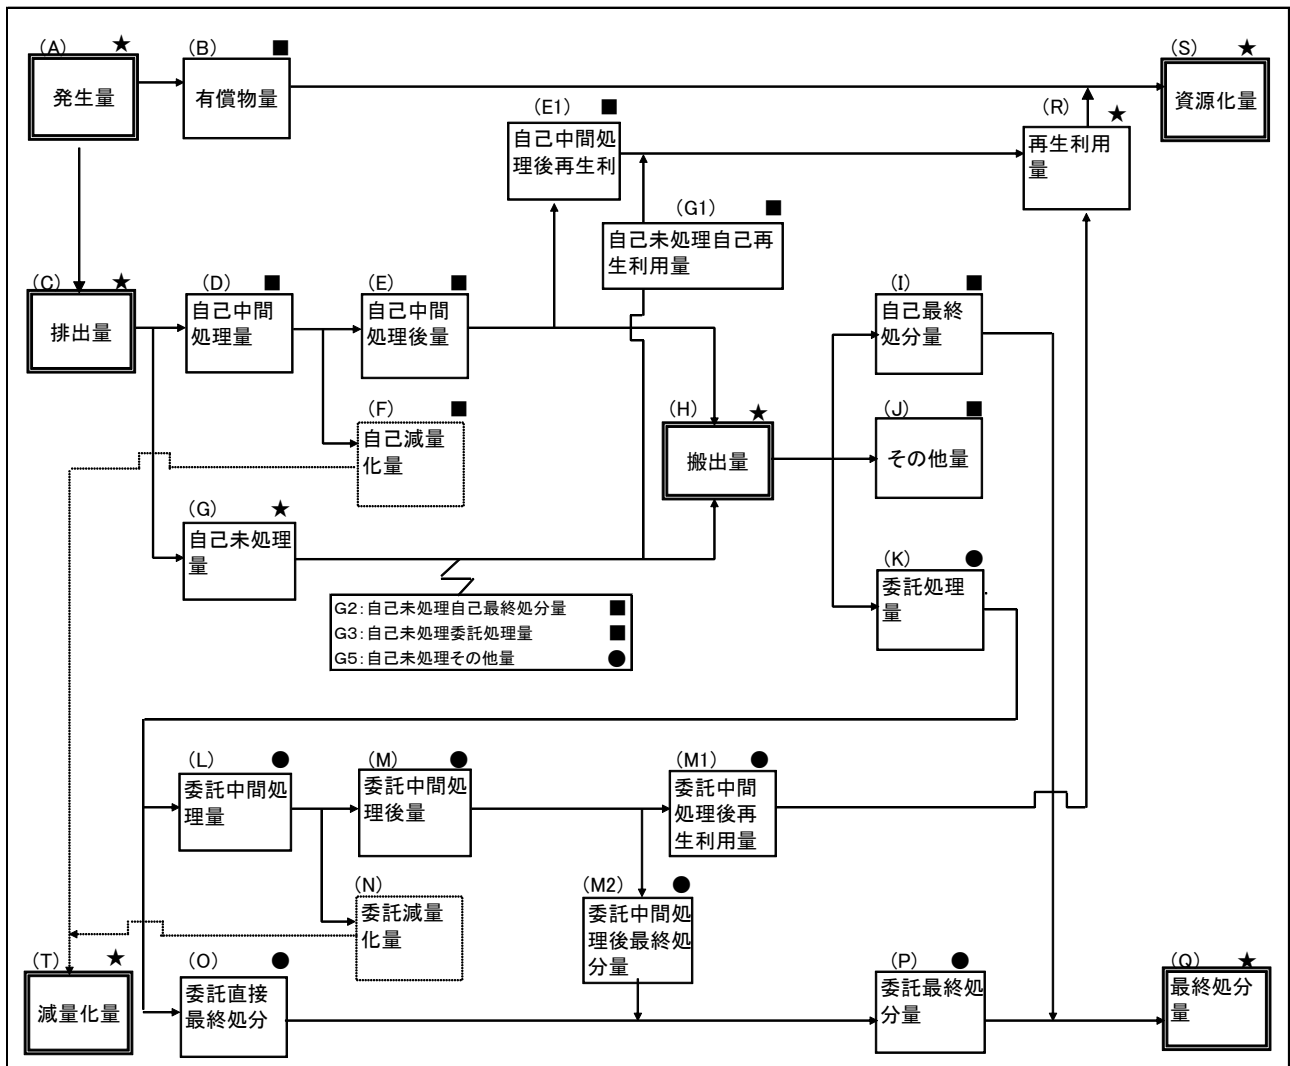 (A) ★
発生量
(B) ■
有償物量
(S) ★
資源化量
(E1) ■
自己中間処
理後再生利
(R) ★
再生利用
量
(G1) ■
自己未処理自己再
生利用量
(C) ★
排出量
(D) ■
自己中間
処理量
(E) ■
自己中間
処理後量
(I) ■
自己最終
処分量
(F) ■
自己減量
化量
(H) ★
搬出量
(J) ■
その他量
(G) ★
自己未処理
量
(K) ●
委託処理
量
G2:自己未処理自己最終処分量 ■
G3:自己未処理委託処理量 ■
G5:自己未処理その他量 ●
(L) ●
委託中間処
理量
(M) ●
委託中間処
理後量
(M1) ●
委託中間
処理後再
生利用量
(N)
委託減量
化量
(M2) ●
委託中間処
理後最終処
分量
(T) ★
減量化量
(O) ●
委託直接
最終処分
(P) ●
委託最終処
分量
(Q) ★
最終処分
量